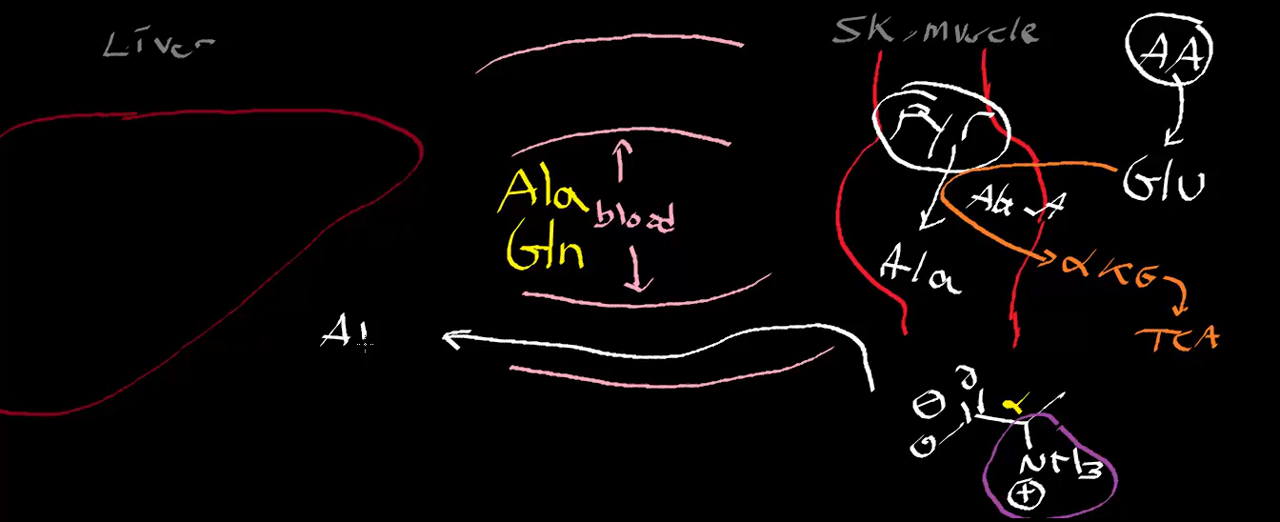 Liver
SK. muscle
AA
Pyr
Glu
Ala
blood
Gln
Ala
αKG
TCA
Al
O
⊖
O
α
NH3
⊕